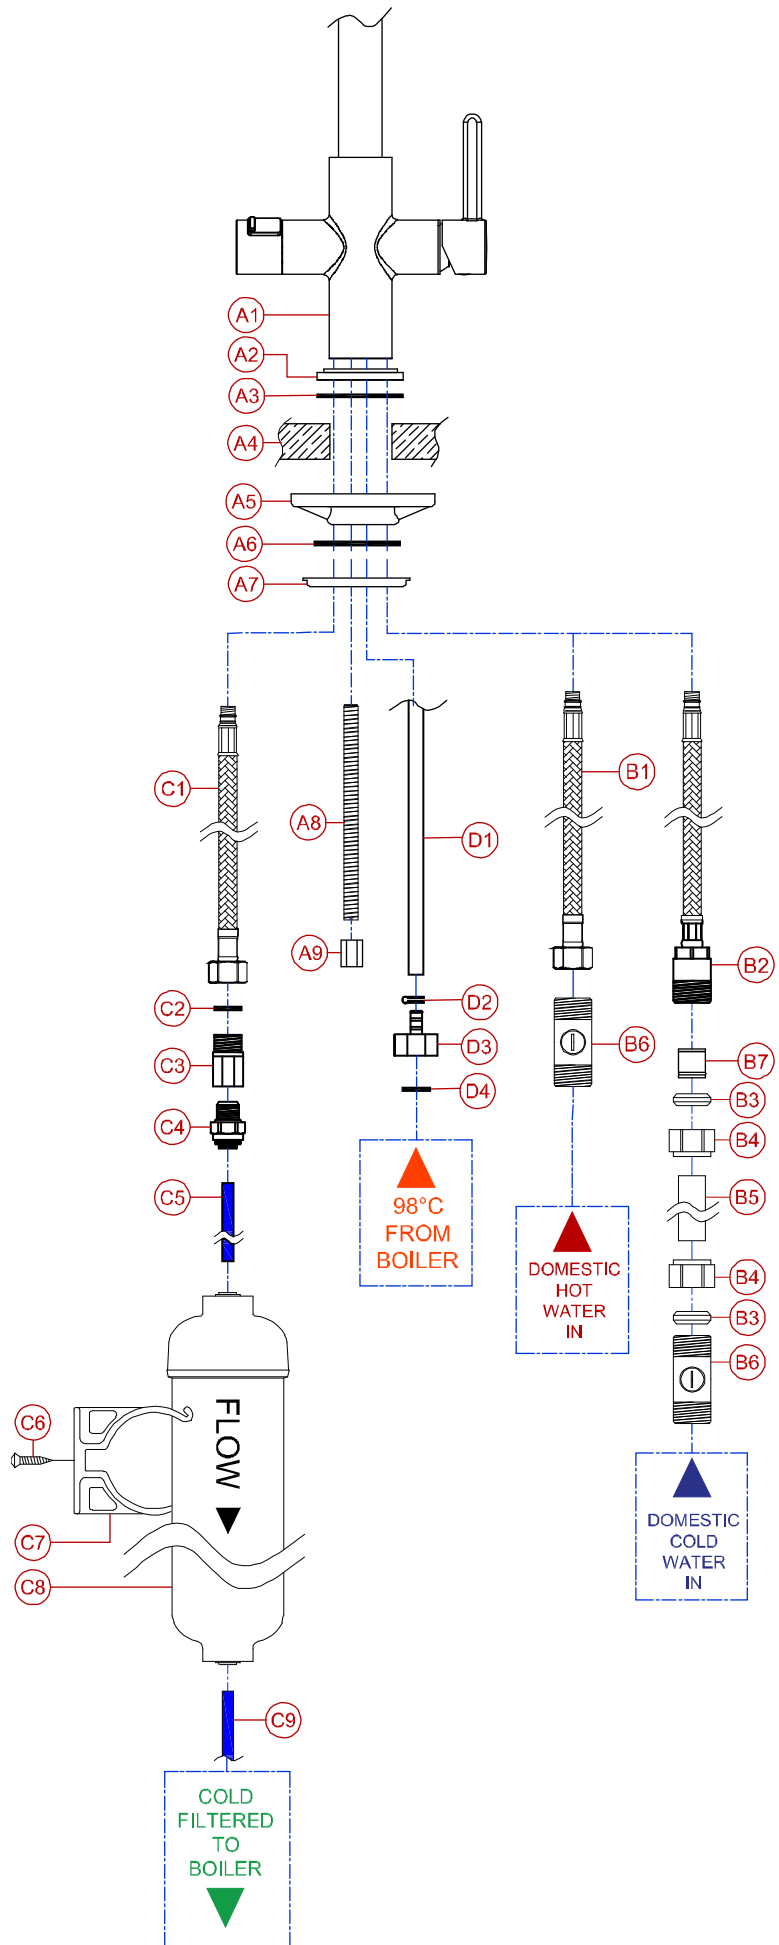 A1
A2
A3
A4
A5
A6
A7
C1
A8
D1
B1
A9
B2
C2
D2
C3
D3
B6
B7
C4
D4
B3
B4
C5
98°C
FROM
BOILER
B5
DOMESTIC
HOT
WATER
IN
B4
B3
B6
C6
FLOW
C7
C8
DOMESTIC
COLD
WATER
IN
C9
COLD
FILTERED
TO
BOILER